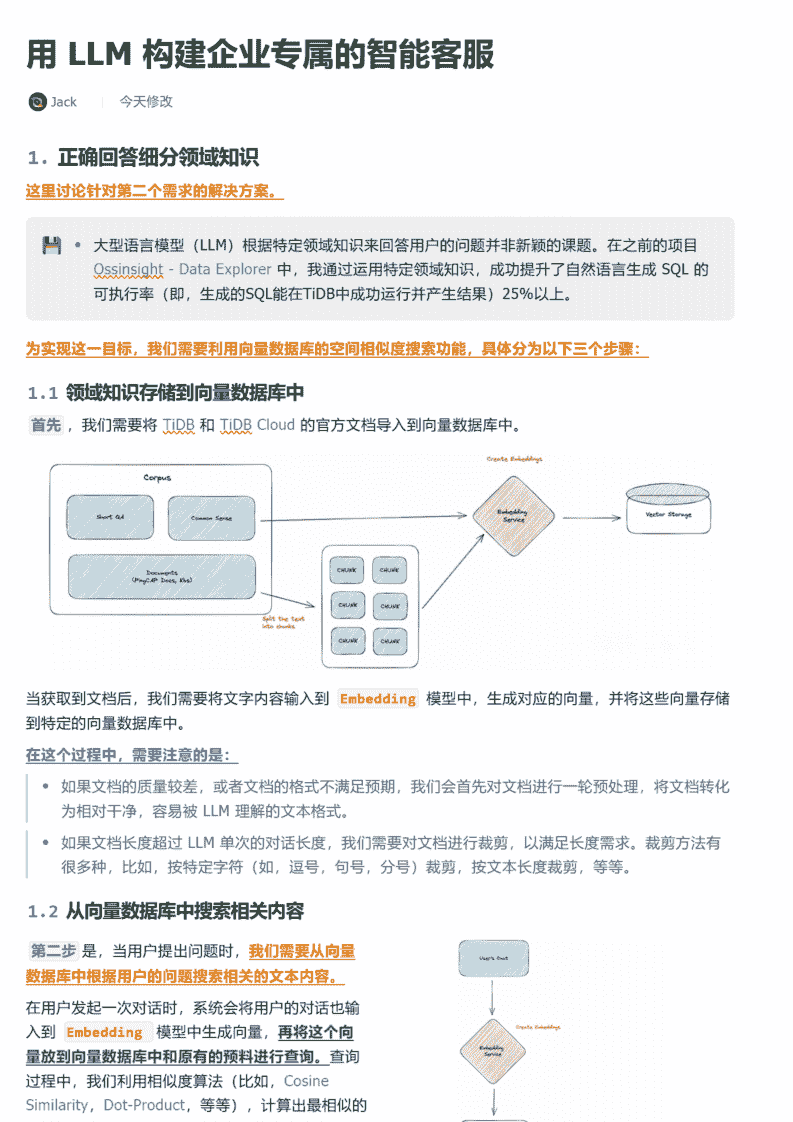 用 LLM 构建企业专属的智能客服
Jack
今天修改
1. 正确回答细分领域知识
这里讨论针对第二个需求的解决方案。
• 大型语言模型（LLM）根据特定领域知识来回答用户的问题并非新颖的课题。在之前的项目
Ossinsight - Data Explorer 中，我通过运用特定领域知识，成功提升了自然语言生成 SQL 的
可执行率（即，生成的SQL能在TiDB中成功运行并产生结果）25%以上。
为实现这一目标，我们需要利用向量数据库的空间相似度搜索功能，具体分为以下三个步骤：
1.1 领域知识存储到向量数据库中
首先，我们需要将 TiDB 和 TiDB Cloud 的官方文档导入到向量数据库中。
Create Embeddings
Corpus
Short QA
Common Sense
Embedding
Service
Vector Storage
Documents
(PingCAP Docs, Kbs)
CHUNK
CHUNK
CHUNK
CHUNK
Split the text
into chunks
CHUNK
CHUNK
当获取到文档后，我们需要将文字内容输入到 Embedding 模型中，生成对应的向量，并将这些向量存储
到特定的向量数据库中。
在这个过程中，需要注意的是：
• 如果文档的质量较差，或者文档的格式不满足预期，我们会首先对文档进行一轮预处理，将文档转化
为相对干净，容易被 LLM 理解的文本格式。
• 如果文档长度超过 LLM 单次的对话长度，我们需要对文档进行裁剪，以满足长度需求。裁剪方法有
很多种，比如，按特定字符（如，逗号，句号，分号）裁剪，按文本长度裁剪，等等。
1.2 从向量数据库中搜索相关内容
第二步是，当用户提出问题时，我们需要从向量
数据库中根据用户的问题搜索相关的文本内容。
在用户发起一次对话时，系统会将用户的对话也输
入到 Embedding 模型中生成向量，再将这个向
量放到向量数据库中和原有的预料进行查询。查询
过程中，我们利用相似度算法（比如，Cosine
Similarity，Dot-Product，等等），计算出最相似的
User's Input
Create Embeddings
Embedding
Service